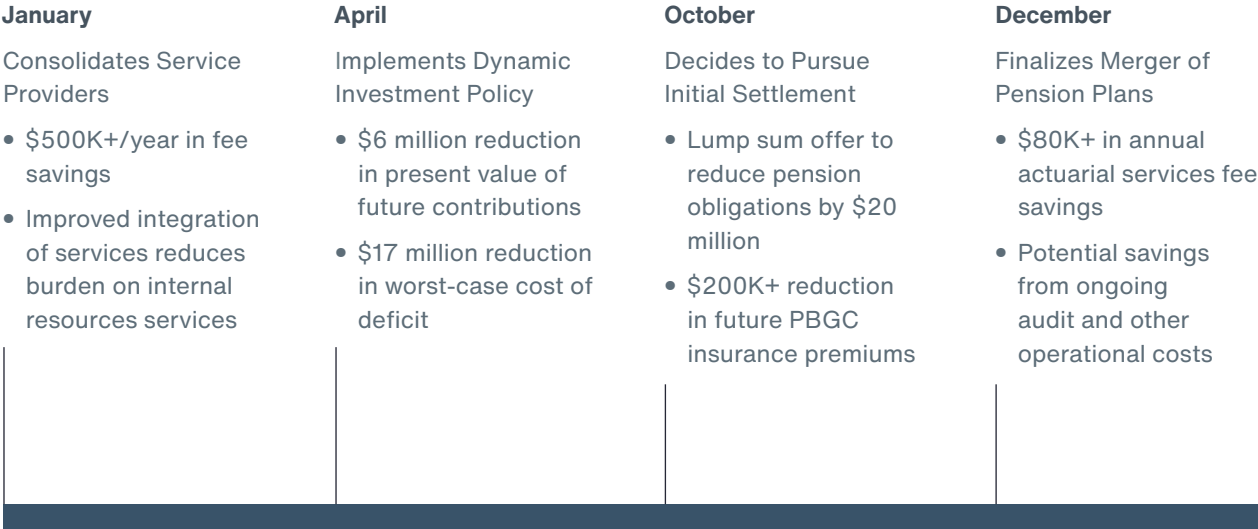 January
Consolidates Service
Providers
• $500K+/year in fee
savings
• Improved integration
of services reduces
burden on internal
resources services
April
Implements Dynamic
Investment Policy
• $6 million reduction
in present value of
future contributions
• $17 million reduction
in worst-case cost of
deficit
October
Decides to Pursue
Initial Settlement
• Lump sum offer to
reduce pension
obligations by $20
million
• $200K+ reduction
in future PBGC
insurance premiums
December
Finalizes Merger of
Pension Plans
• $80K+ in annual
actuarial services fee
savings
• Potential savings
from ongoing
audit and other
operational costs